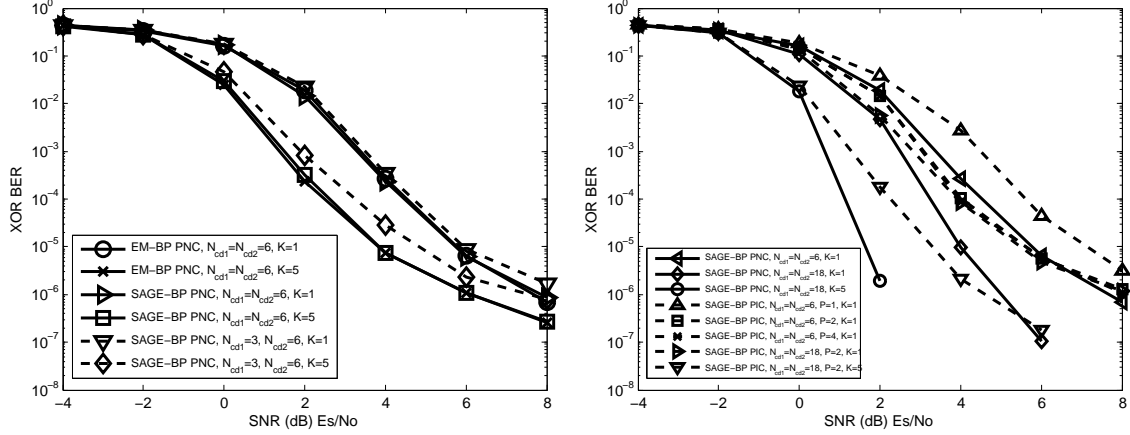 10^0
10^-1
10^-2
10^-3
10^-4
10^-5
10^-6
10^-7
10^-8
XOR BER
−4 −2 0 2 4 6 8
SNR (dB) Es/No
EM−BP PNC, N_cd1=N_cd2=6, K=1
EM−BP PNC, N_cd1=N_cd2=6, K=5
SAGE−BP PNC, N_cd1=N_cd2=6, K=1
SAGE−BP PNC, N_cd1=N_cd2=6, K=5
SAGE−BP PNC, N_cd1=3, N_cd2=6, K=1
SAGE−BP PNC, N_cd1=3, N_cd2=6, K=5
10^0
10^-1
10^-2
10^-3
10^-4
10^-5
10^-6
10^-7
10^-8
XOR BER
−4 −2 0 2 4 6 8
SNR (dB) Es/No
SAGE−BP PNC, N_cd1=N_cd2=6, K=1
SAGE−BP PNC, N_cd1=N_cd2=18, K=1
SAGE−BP PNC, N_cd1=N_cd2=18, K=5
SAGE−BP PIC, N_cd1=N_cd2=6, P=1, K=1
SAGE−BP PIC, N_cd1=N_cd2=6, P=2, K=1
SAGE−BP PIC, N_cd1=N_cd2=6, P=4, K=1
SAGE−BP PIC, N_cd1=N_cd2=18, P=2, K=1
SAGE−BP PIC, N_cd1=N_cd2=18, P=2, K=5